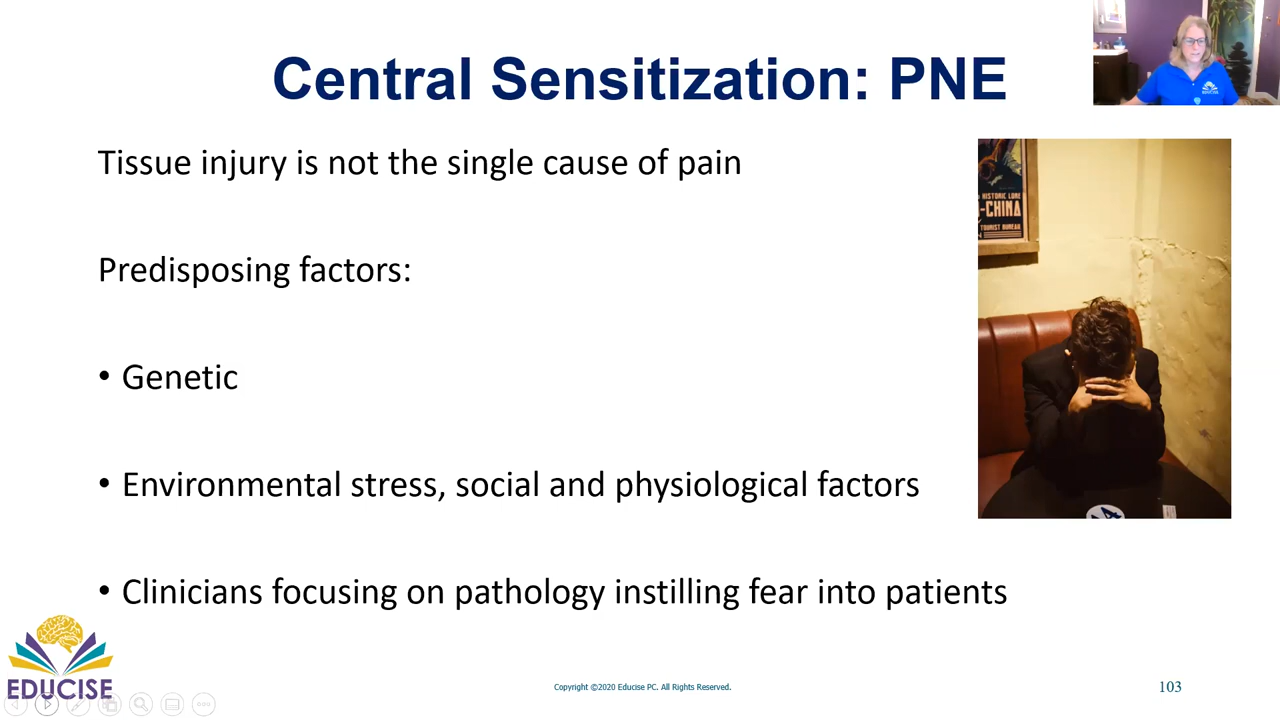 Central Sensitization: PNE
EDUCISE
Tissue injury is not the single cause of pain
HISTORIC LORE
-CHINA
TOURIST BUREAU
Predisposing factors:
• Genetic
• Environmental stress, social and physiological factors
• Clinicians focusing on pathology instilling fear into patients
EDUCISE
Copyright ©2020 Educise PC. All Rights Reserved.
103